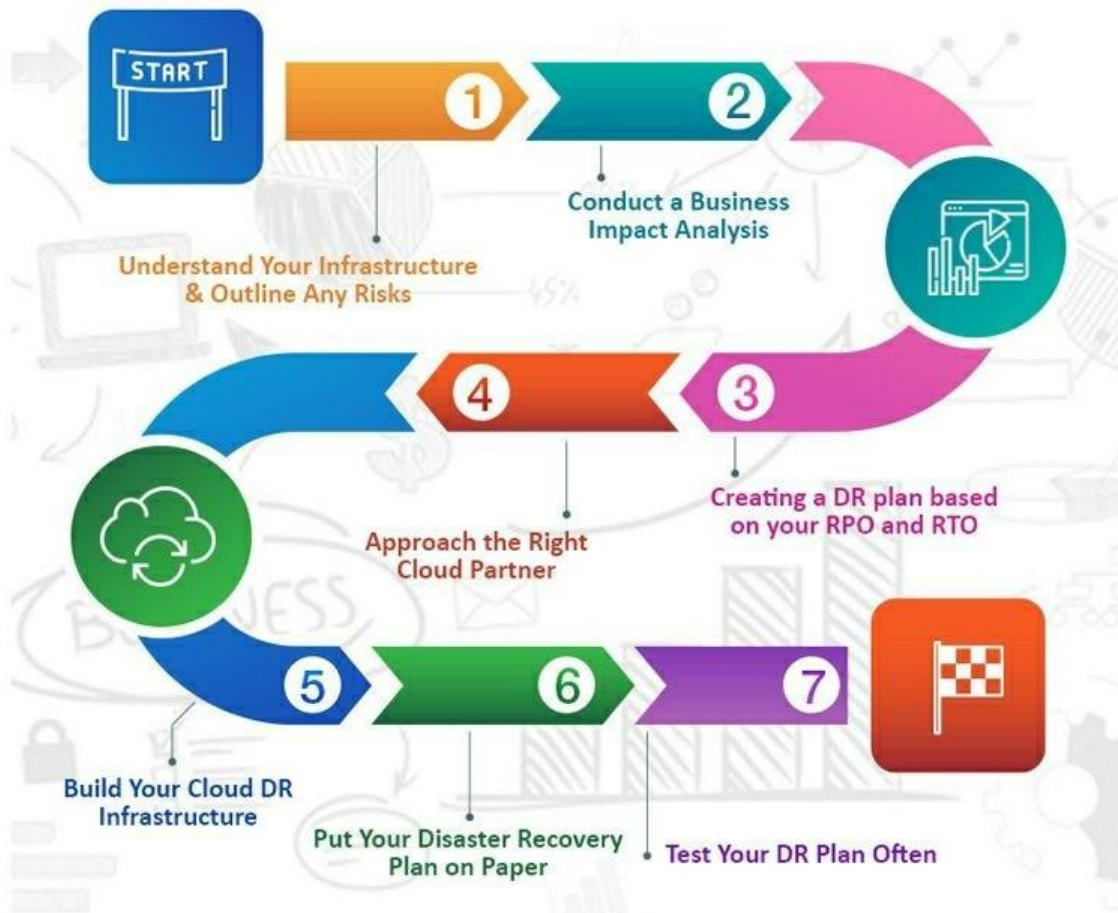 START
1
2
Conduct a Business
Impact Analysis
Understand Your Infrastructure
& Outline Any Risks
45%
4
3
Creating a DR plan based
on your RPO and RTO
Approach the Right
Cloud Partner
5
6
7
Build Your Cloud DR
Infrastructure
Put Your Disaster Recovery
Plan on Paper
Test Your DR Plan Often